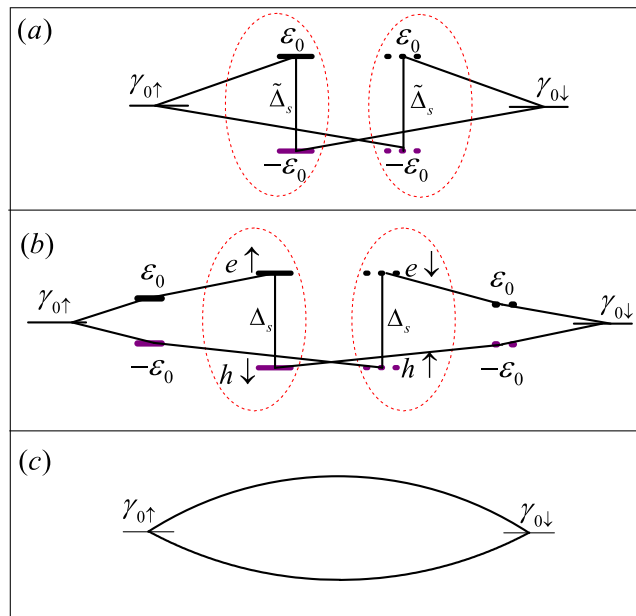 (a)
ε₀ ε₀
γ₀↑ Δ̃ₛ Δ̃ₛ γ₀↓
−ε₀ −ε₀
(b)
e ↑ e ↓
ε₀ ε₀
γ₀↑ Δₛ Δₛ γ₀↓
−ε₀ h ↓ h ↑ −ε₀
(c)
γ₀↑ γ₀↓